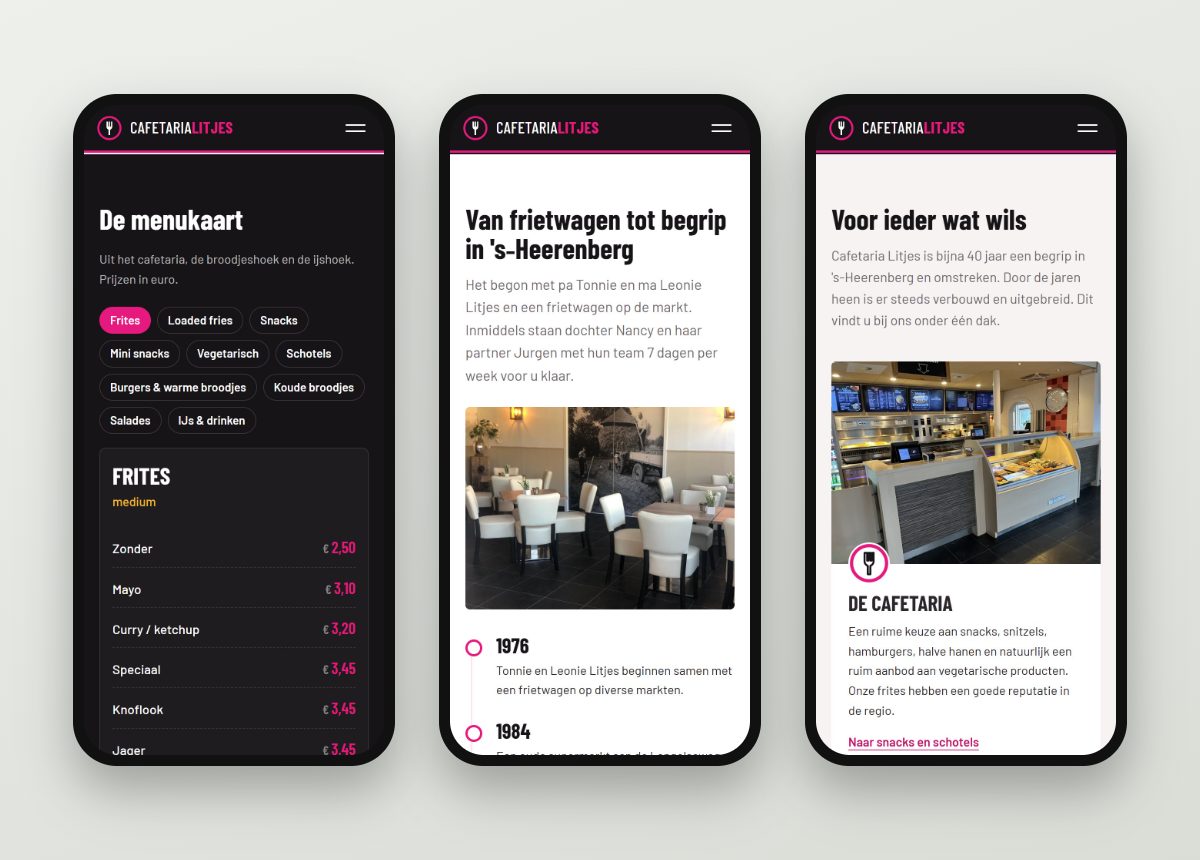 CAFETARIALITJES
De menukaart
Uit het cafetaria, de broodjeshoek en de Ijshoek.
Prijzen in euro.
Frites
Loaded fries
Snacks
Mini snacks
Vegetarisch
Schotels
Burgers & warme broodjes
Koude broodjes
Salades
IJs & drinken
FRITES
medium
Zonder € 2,50
Mayo € 3,10
Curry / ketchup € 3,20
Speciaal € 3,45
Knoflook € 3,45
Jager € 3,45
CAFETARIALITJES
Van frietwagen tot begrip
in 's-Heerenberg
Het begon met pa Tonnie en ma Leonie
Litjes en een frietwagen op de markt.
Inmiddels staan dochter Nancy en haar
partner Jurgen met hun team 7 dagen per
week voor u klaar.
1976
Tonnie en Leonie Litjes beginnen samen met
een frietwagen op diverse markten.
1984
CAFETARIALITJES
Voor ieder wat wils
Cafetaria Litjes is bijna 40 jaar een begrip in
's-Heerenberg en omstreken. Door de jaren
heen is er steeds verbouwd en uitgebreid. Dit
vindt u bij ons onder één dak.
DE CAFETARIA
Een ruime keuze aan snacks, snitzels,
hamburgers, halve hanen en natuurlijk een
ruim aanbod aan vegetarische producten.
Onze frites hebben een goede reputatie in
de regio.
Naar snacks en schotels